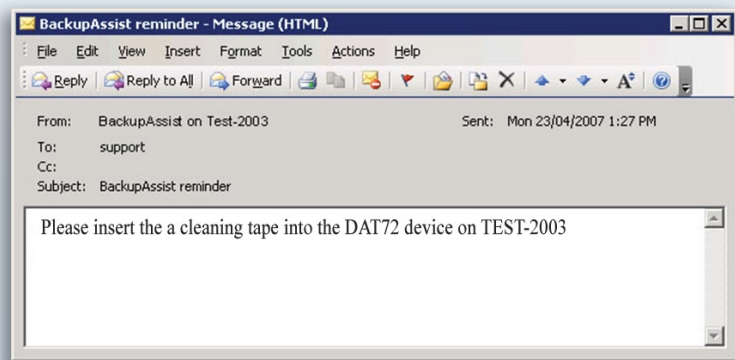 BackupAssist reminder - Message (HTML)
File Edit View Insert Format Tools Actions Help
Reply Reply to All Forward A
From: BackupAssist on Test-2003 Sent: Mon 23/04/2007 1:27 PM
To: support
Cc:
Subject: BackupAssist reminder
Please insert the a cleaning tape into the DAT72 device on TEST-2003